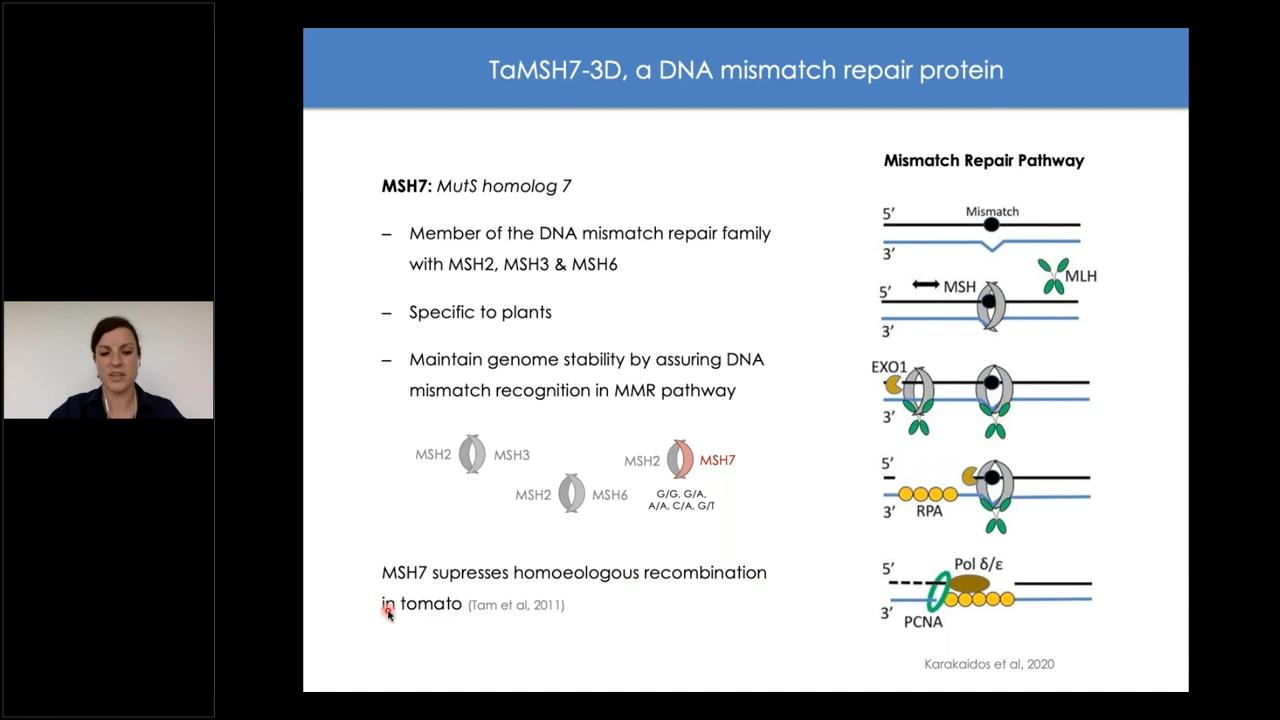 TaMSH7-3D, a DNA mismatch repair protein
MSH7: MutS homolog 7
– Member of the DNA mismatch repair family
with MSH2, MSH3 & MSH6
– Specific to plants
– Maintain genome stability by assuring DNA
mismatch recognition in MMR pathway
MSH2 MSH3
MSH2 MSH6
MSH2 MSH7
G/G, G/A,
A/A, C/A, G/T
MSH7 supresses homoeologous recombination
in tomato (Tam et al, 2011)
Mismatch Repair Pathway
5’ Mismatch
3’
MLH
5’ MSH
3’
EXO1
3’
5’
3’ RPA
Pol δ/ε
5’
3’
PCNA
Karakaidos et al, 2020